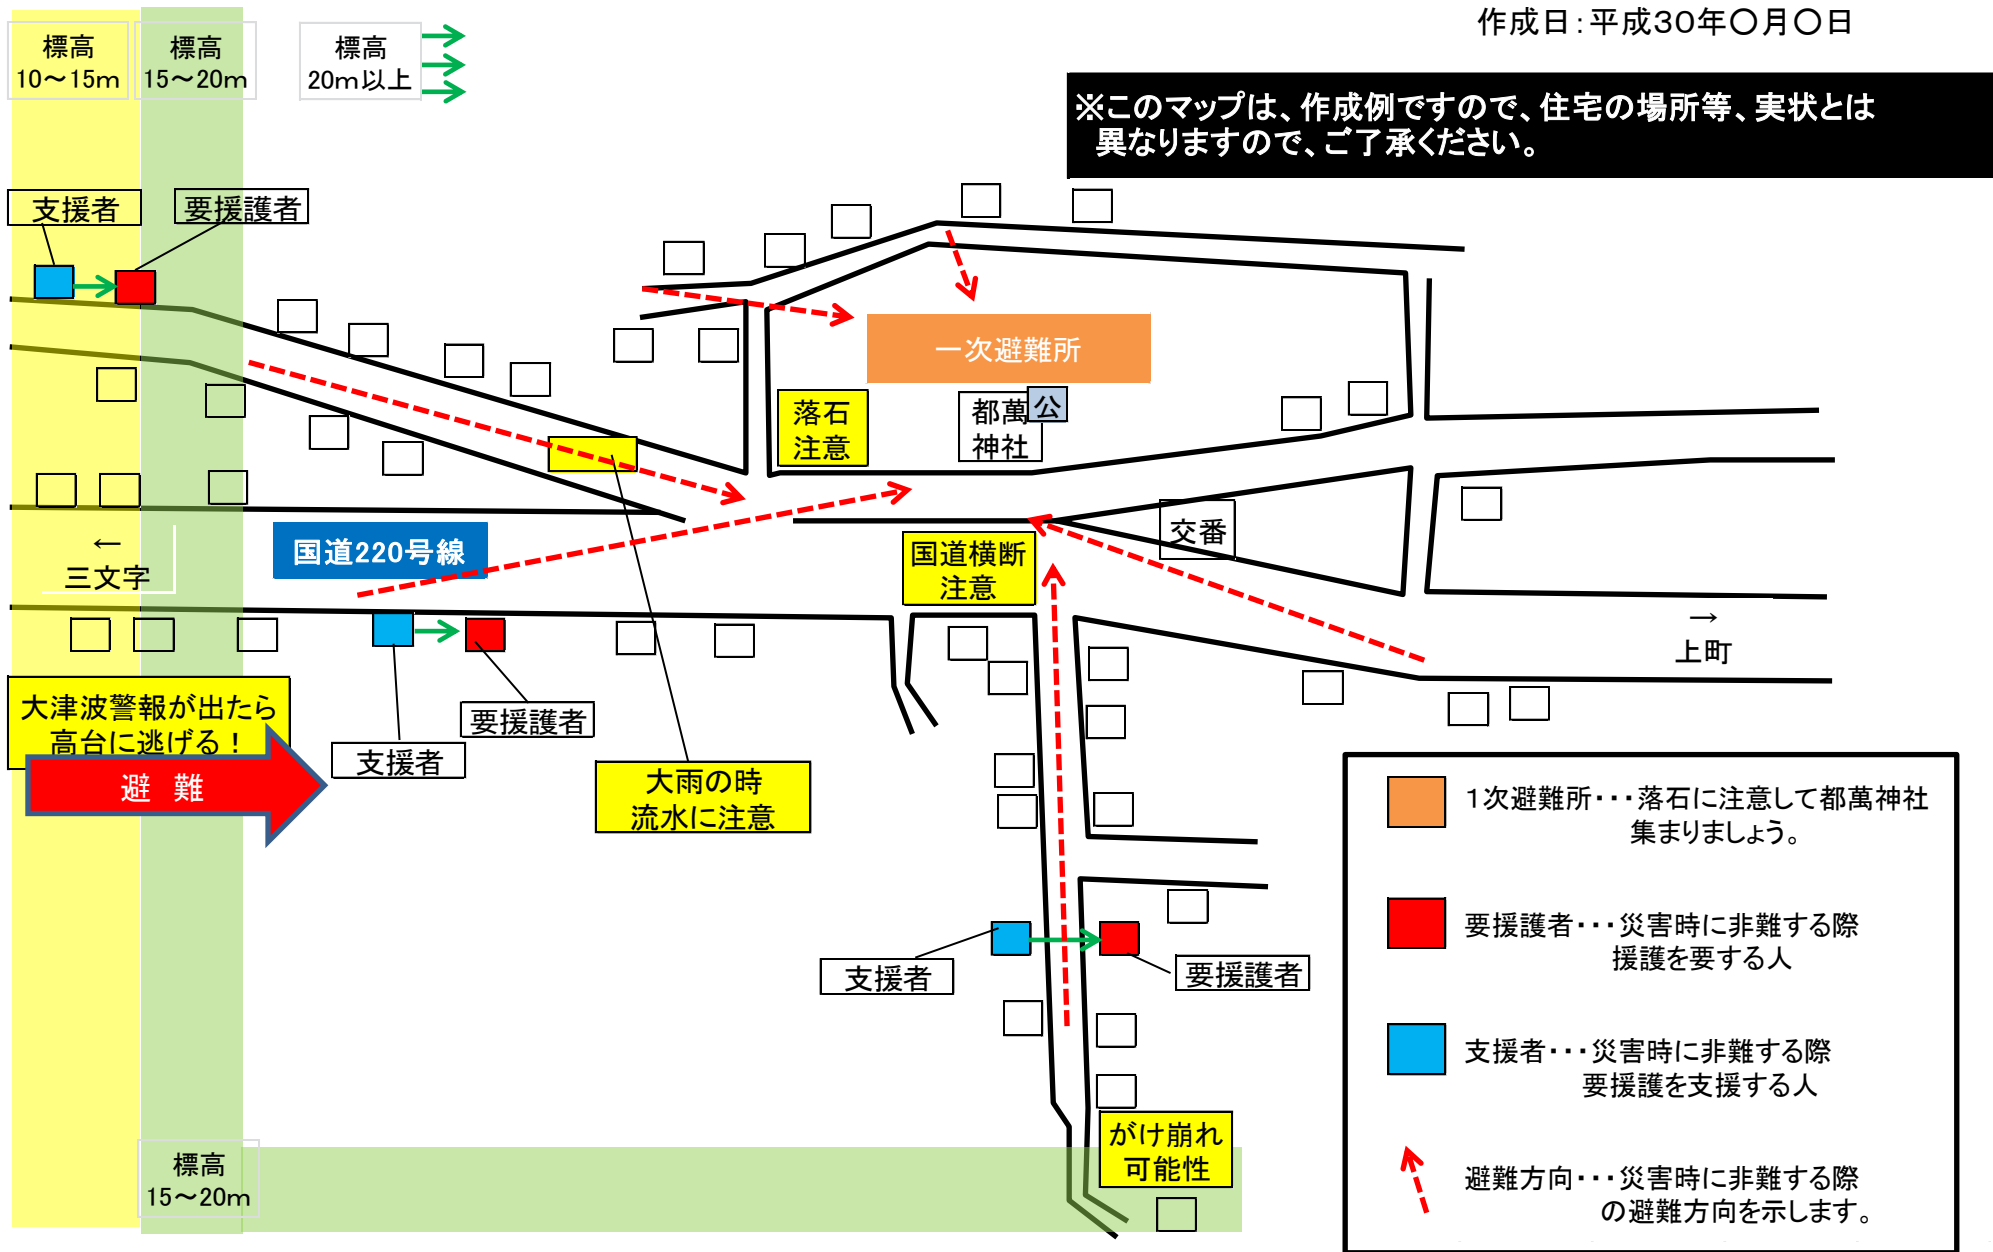 作成日:平成30年〇月〇日
標高
10～15m
標高
15～20m
標高
20m以上
※このマップは、作成例ですので、住宅の場所等、実状とは
異なりますので、ご了承ください。
支援者
要援護者
一次避難所
落石
注意
都萬
神社
公
国道220号線
←
三文字
国道横断
注意
交番
→
上町
大津波警報が出たら
高台に逃げる！
避 難
支援者
要援護者
大雨の時
流水に注意
支援者
要援護者
がけ崩れ
可能性
標高
15～20m
1次避難所・・・落石に注意して都萬神社
集まりましょう。
要援護者・・・災害時に非難する際
援護を要する人
支援者・・・災害時に非難する際
要援護を支援する人
避難方向・・・災害時に非難する際
の避難方向を示します。